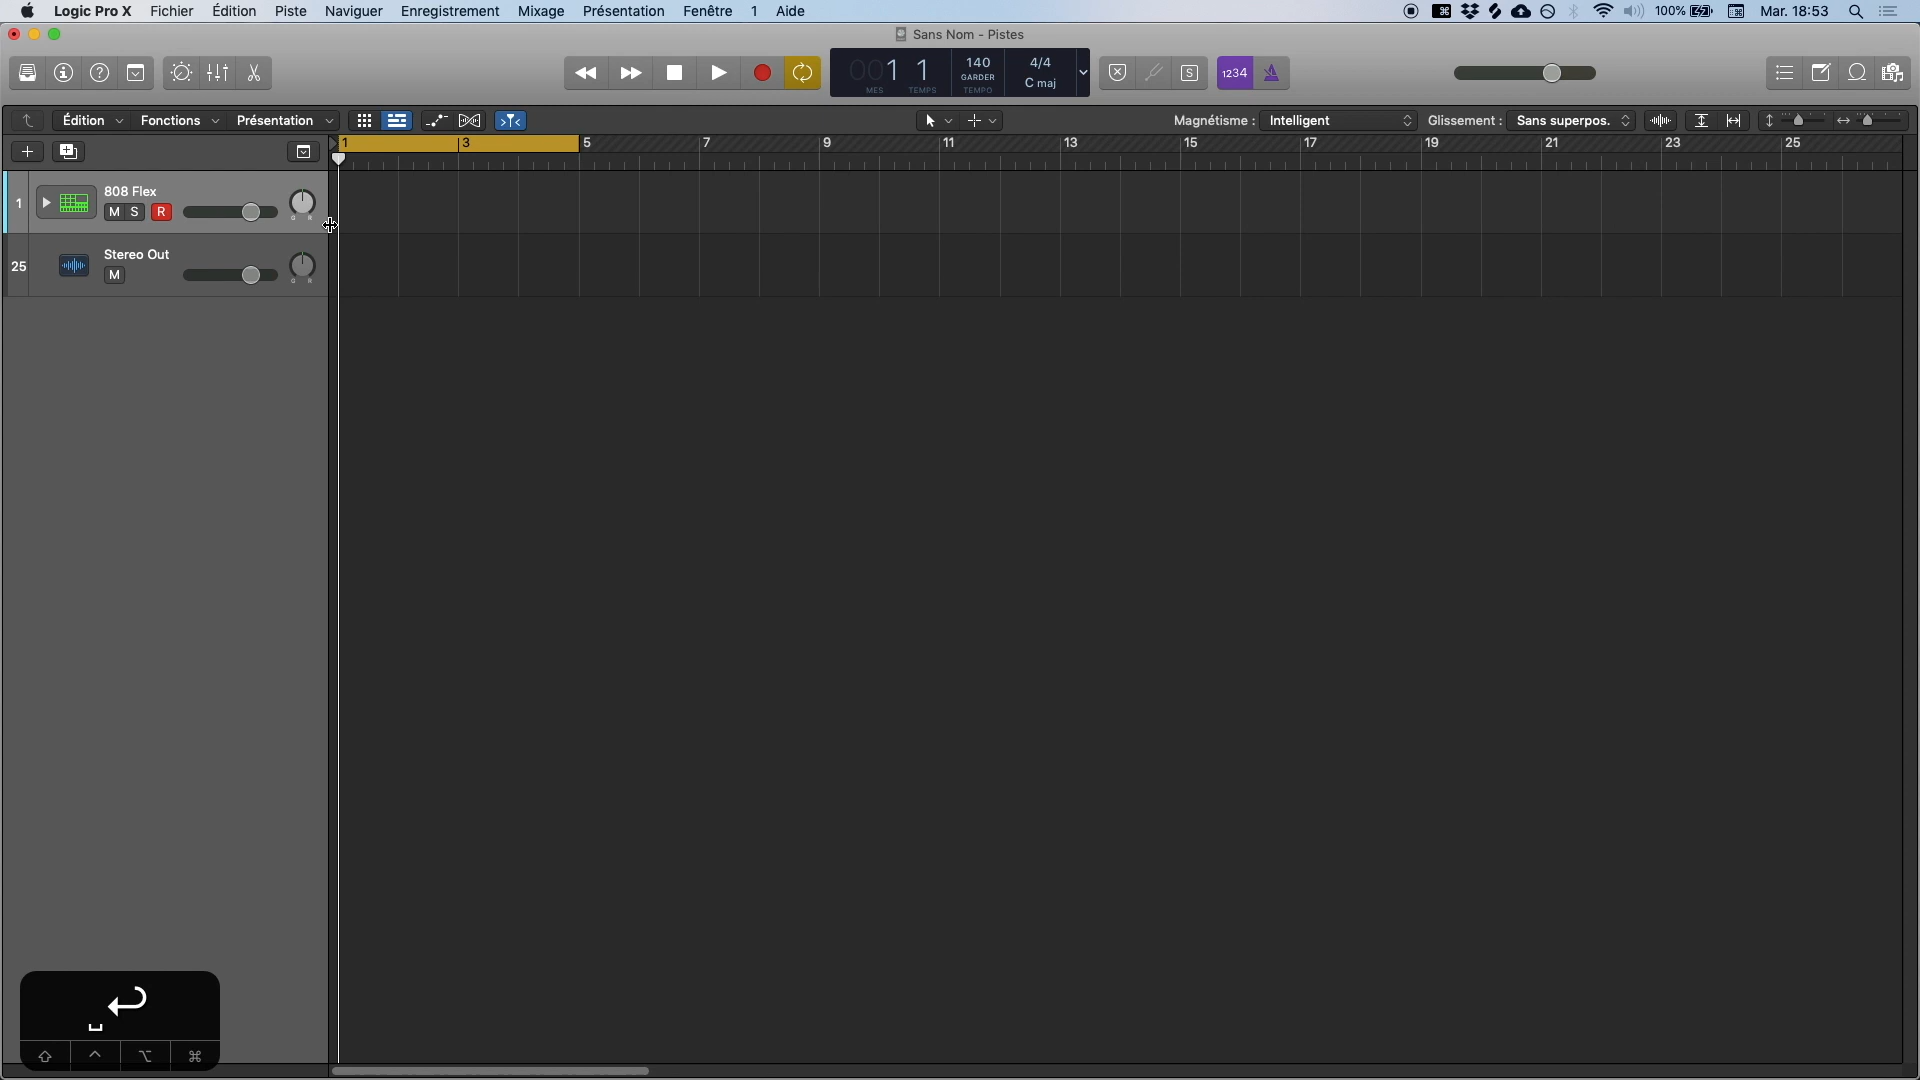 Logic Pro X Fichier Édition Piste Naviguer Enregistrement Mixage Présentation Fenêtre 1 Aide 100% Mar. 18:53
Sans Nom - Pistes
001 1 140 4/4
GARDER C maj
MES TEMPS TEMPO
S 1234
Édition Fonctions Présentation Magnétisme : Intelligent Glissement : Sans superpos.
1 3 5 7 9 11 13 15 17 19 21 23 25
1 808 Flex
M S R
G R
25 Stereo Out
M
G R